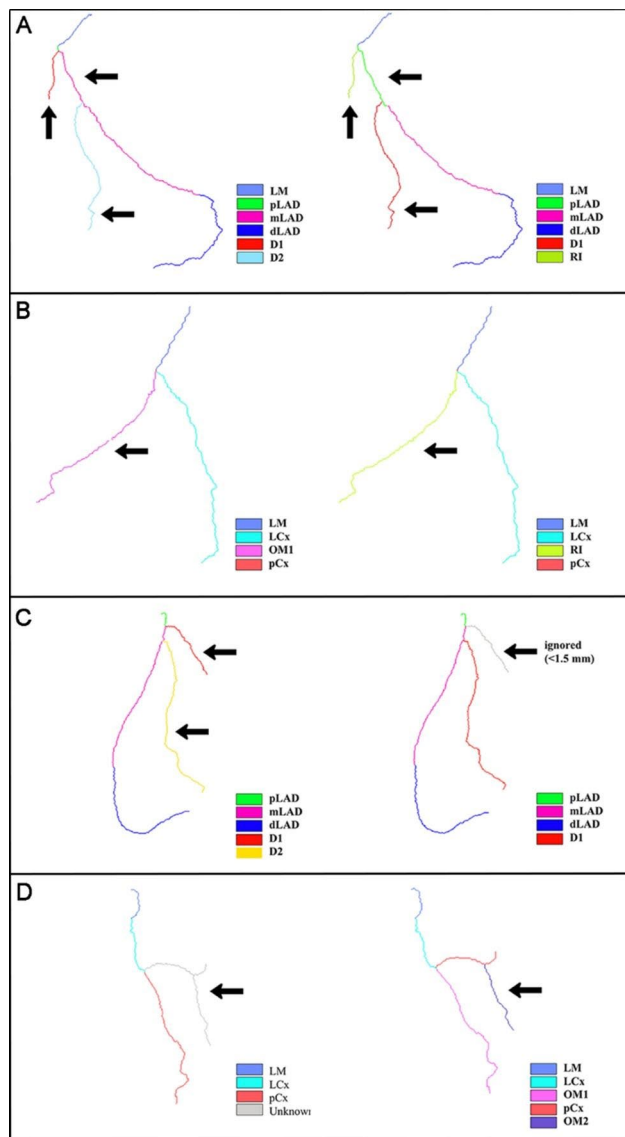 A
LM
pLAD
mLAD
dLAD
D1
D2
LM
pLAD
mLAD
dLAD
D1
RI
B
LM
LCx
OM1
pCx
LM
LCx
RI
pCx
C
pLAD
mLAD
dLAD
D1
D2
ignored
(<1.5 mm)
pLAD
mLAD
dLAD
D1
D
LM
LCx
pCx
Unknown
LM
LCx
OM1
pCx
OM2